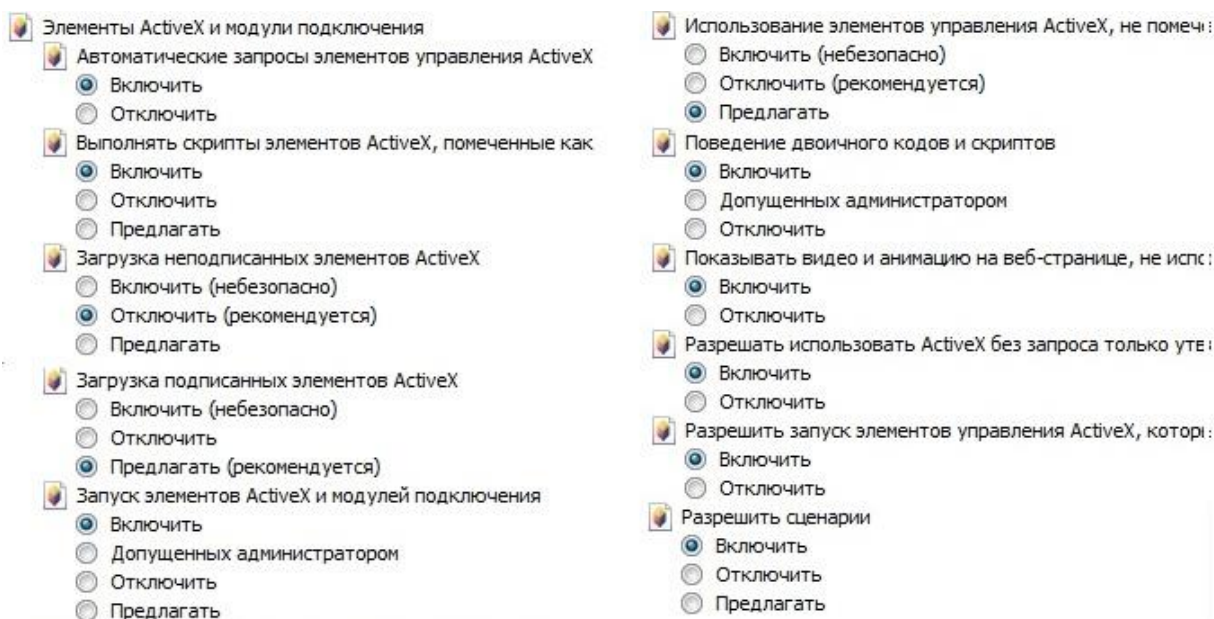 Элементы ActiveX и модули подключения
Автоматические запросы элементов управления ActiveX
Включить
Отключить
Выполнять скрипты элементов ActiveX, помеченные как
Включить
Отключить
Предлагать
Загрузка неподписанных элементов ActiveX
Включить (небезопасно)
Отключить (рекомендуется)
Предлагать
Загрузка подписанных элементов ActiveX
Включить (небезопасно)
Отключить
Предлагать (рекомендуется)
Запуск элементов ActiveX и модулей подключения
Включить
Допущенных администратором
Отключить
Предлагать
Использование элементов управления ActiveX, не
Включить (небезопасно)
Отключить (рекомендуется)
Предлагать
Поведение двоичного кодов и скриптов
Включить
Допущенных администратором
Отключить
Показывать видео и анимацию на веб-странице, не
Включить
Отключить
Разрешать использовать ActiveX без запроса только
Включить
Отключить
Разрешить запуск элементов управления ActiveX,
Включить
Отключить
Разрешить сценарии
Включить
Отключить
Предлагать